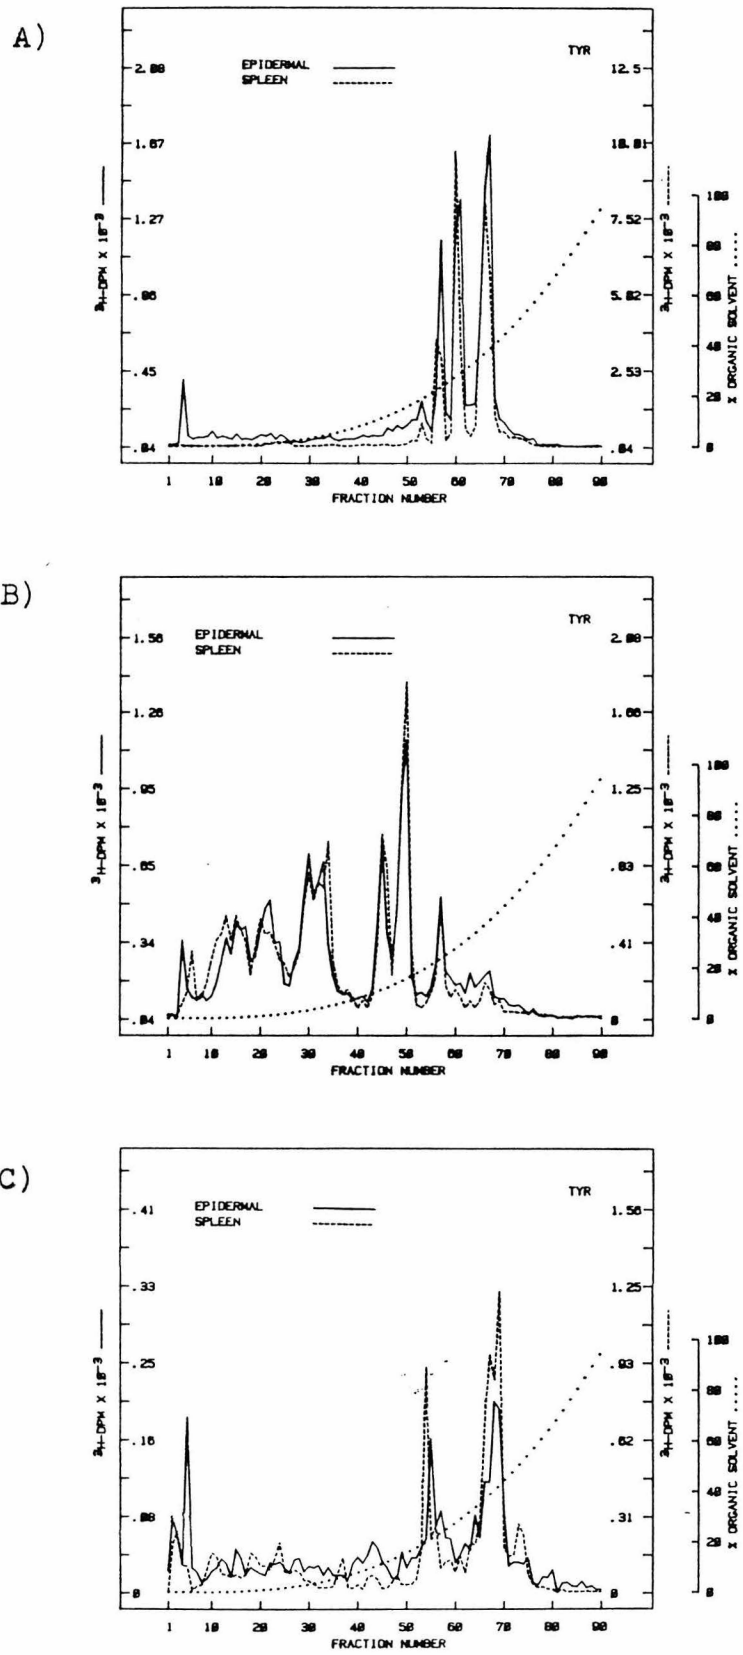 A)
TYR
EPIDERMAL
SPLEEN
2.08
1.67
1.27
.86
.45
.04
12.5
10.01
7.52
5.02
2.53
.04
100
80
60
40
20
0
³H-DPM X 10-³
³H-DPM X 10-³
% ORGANIC SOLVENT .....
1 10 20 30 40 50 60 70 80 90
FRACTION NUMBER
B)
TYR
EPIDERMAL
SPLEEN
1.56
1.26
.95
.65
.34
.04
2.08
1.66
1.25
.83
.41
0
100
80
60
40
20
0
³H-DPM X 10-³
³H-DPM X 10-³
% ORGANIC SOLVENT .....
1 10 20 30 40 50 60 70 80 90
FRACTION NUMBER
C)
TYR
EPIDERMAL
SPLEEN
.41
.33
.25
.16
.08
0
1.56
1.25
.93
.62
.31
0
100
80
60
40
20
0
³H-DPM X 10-³
³H-DPM X 10-³
% ORGANIC SOLVENT .....
1 10 20 30 40 50 60 70 80 90
FRACTION NUMBER